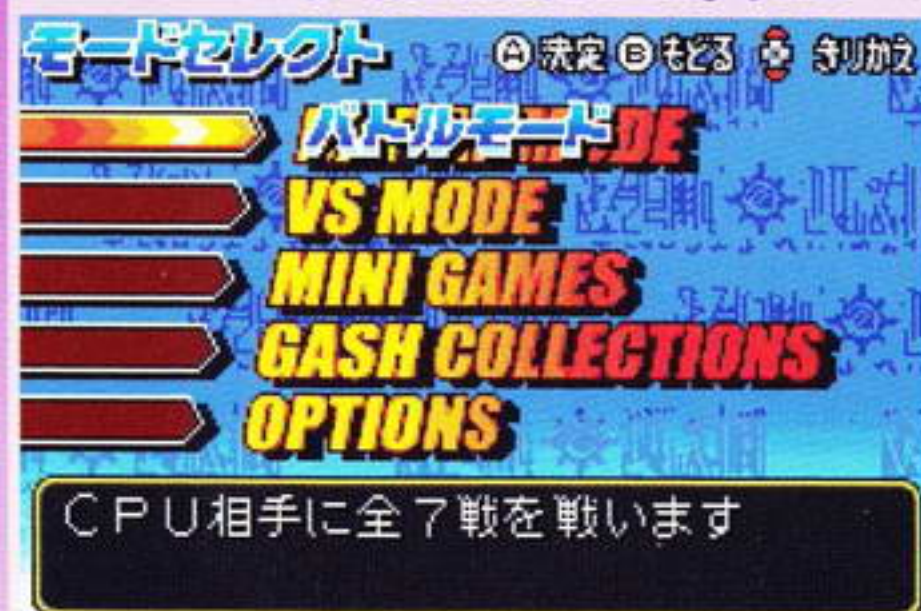 モードセレクト Ⓐ決定 Ⓑもどる きりかえ
バトルモード DE
VS MODE
MINI GAMES
GASH COLLECTIONS
OPTIONS
CPU相手に全7戦を戦います